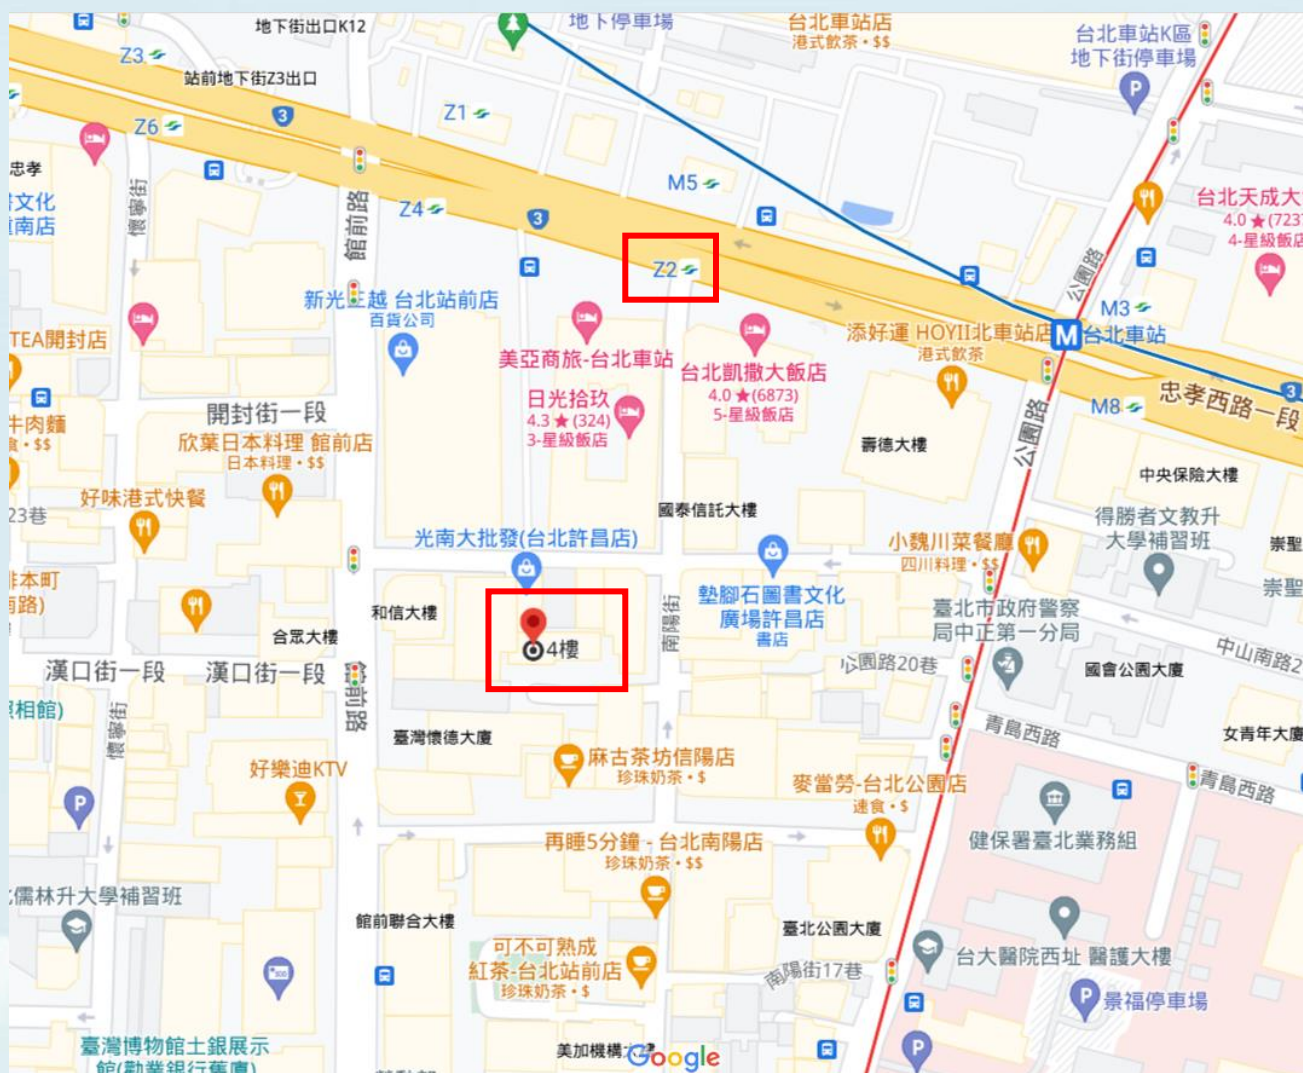 地下街出口K12
地下停車場
台北車站店
港式飲茶・$$
台北車站K區
地下街停車場
P
Z3
站前地下街Z3出口
3
Z1
Z6
忠孝
文化
南店
懷寧街
館前路
Z4
3
M5
台北天成大
4.0★(723
4-星級飯店
公園路
Z2
M3
M台北車站
新光三越 台北站前店
百貨公司
美亞商旅-台北車站
台北凱撒大飯店
4.0★(6873)
5-星級飯店
添好運 HOYII北車站店
港式飲茶
TEA開封店
日光拾玖
4.3★(324)
3-星級飯店
3
忠孝西路一段
M8
開封街一段
牛肉麵
食・$$
欣葉日本料理 館前店
日本料理・$$
壽德大樓
公園路
中央保險大樓
好味港式快餐
23巷
國泰信託大樓
得勝者文教升
大學補習班
光南大批發(台北許昌店)
小魏川菜餐廳
四川料理・$$
崇聖
崇聖
本町
南路)
和信大樓
4樓
南陽街
墊腳石圖書文化
廣場許昌店
書店
臺北市政府警察
局中正第一分局
合眾大樓
中山南路2
漢口街一段
漢口街一段
館前路
公園路20巷
國會公園大廈
照相館)
懷寧街
臺灣懷德大廈
青島西路
女青年大廈
麻古茶坊信陽店
珍珠奶茶・$
好樂迪KTV
P
麥當勞-台北公園店
速食・$
青島西路
再睡5分鐘 - 台北南陽店
珍珠奶茶・$$
健保署臺北業務組
儒林升大學補習班
館前聯合大樓
臺北公園大廈
可不可熟成
紅茶-台北站前店
珍珠奶茶・$
南陽街17巷
台大醫院西址 醫護大樓
P
景福停車場
臺灣博物館土銀展示
館(勸業銀行舊廈)
美加機構大樓
Google
P